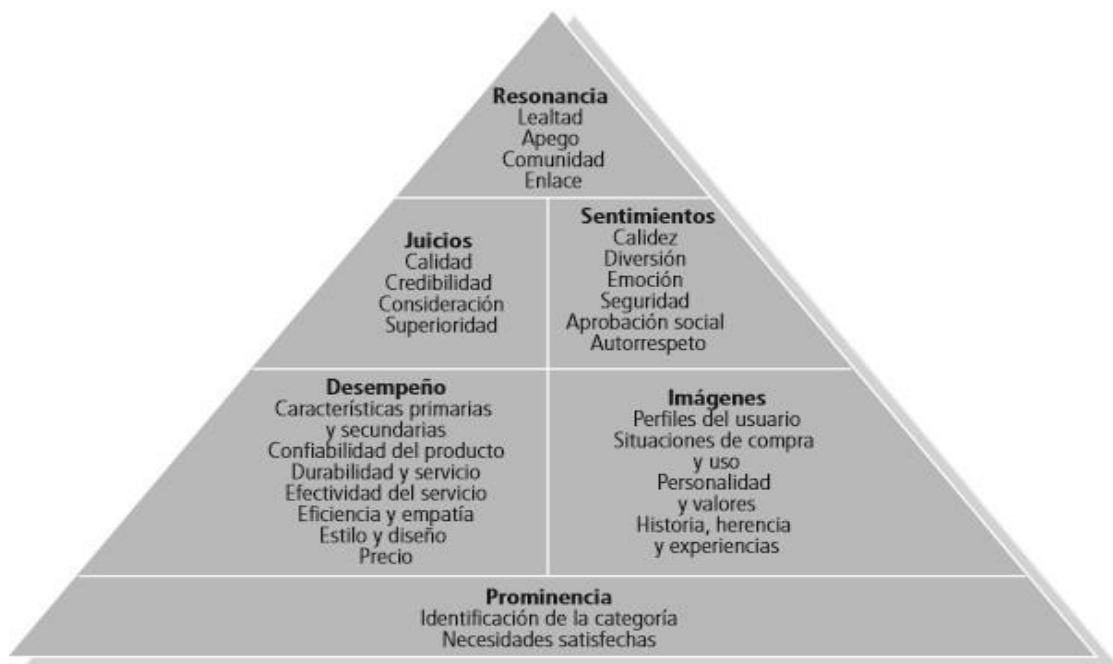 Resonancia
Lealtad
Apego
Comunidad
Enlace
Juicios
Calidad
Credibilidad
Consideración
Superioridad
Sentimientos
Calidez
Diversión
Emoción
Seguridad
Aprobación social
Autorrespeto
Desempeño
Características primarias
y secundarias
Confiabilidad del producto
Durabilidad y servicio
Efectividad del servicio
Eficiencia y empatía
Estilo y diseño
Precio
Imágenes
Perfiles del usuario
Situaciones de compra
y uso
Personalidad
y valores
Historia, herencia
y experiencias
Prominencia
Identificación de la categoría
Necesidades satisfechas